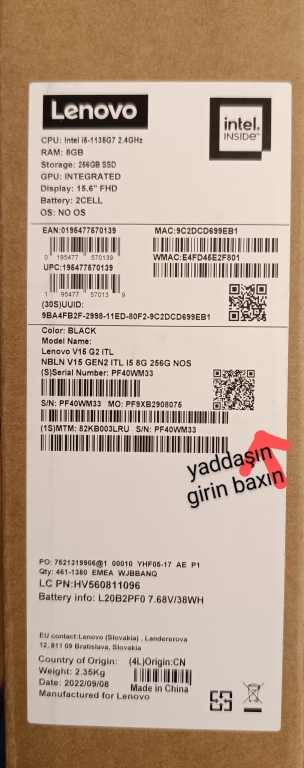 Lenovo
intel.
INSIDE™
CPU: Intel I5-1135G7 2.4GHz
RAM: 8GB
Storage: 256GB SSD
GPU: INTEGRATED
Display: 15.6" FHD
Battery: 2CELL
OS: NO OS
EAN:0195477570139
MAC:9C2DCD699EB1
0 195477 570139
WMAC:E4FD45E2F801
UPC:195477570139
1 95477 57013 9
(30S)UUID:
9BA4FB2F-2998-11ED-80F2-9C2DCD699EB1
Color: BLACK
Model Name:
Lenovo V15 G2 ITL
NBLN V15 GEN2 ITL I5 8G 256G NOS
(S)Serial Number: PF40WM33
S/N: PF40WM33 MO: PF9XB2908075
(1S)MTM: 82KB003LRU S/N: PF40WM33
yaddaşın
girin baxın
PO: 7521319906@1 00010 YHF05-17 AE P1
Qty: 461-1380 EMEA WJBBANQ
LC PN:HV560811096
Battery info: L20B2PF0 7.68V/38WH
EU contact:Lenovo (Slovakia) , Landererova
12, 811 09 Bratislava, Slovakia
Country of Origin: (4L)Origin:CN
Weight: 2.35Kg
Date: 2022/09/08
Made in China
Manufactured for Lenovo